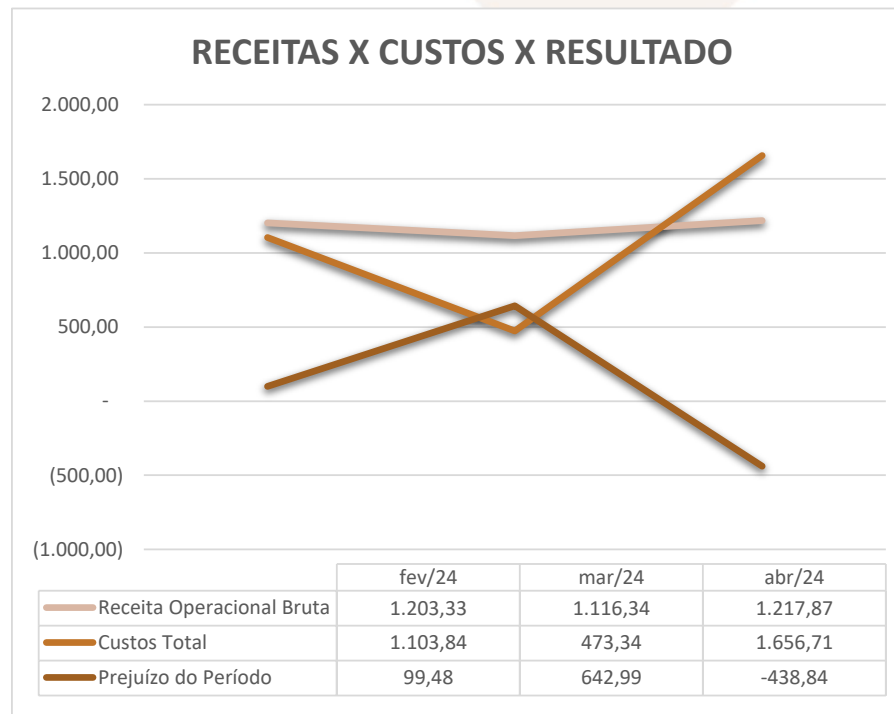 RECEITAS X CUSTOS X RESULTADO
2.000,00
1.500,00
1.000,00
500,00
-
(500,00)
(1.000,00)
fev/24 mar/24 abr/24
Receita Operacional Bruta 1.203,33 1.116,34 1.217,87
Custos Total 1.103,84 473,34 1.656,71
Prejuízo do Período 99,48 642,99 -438,84